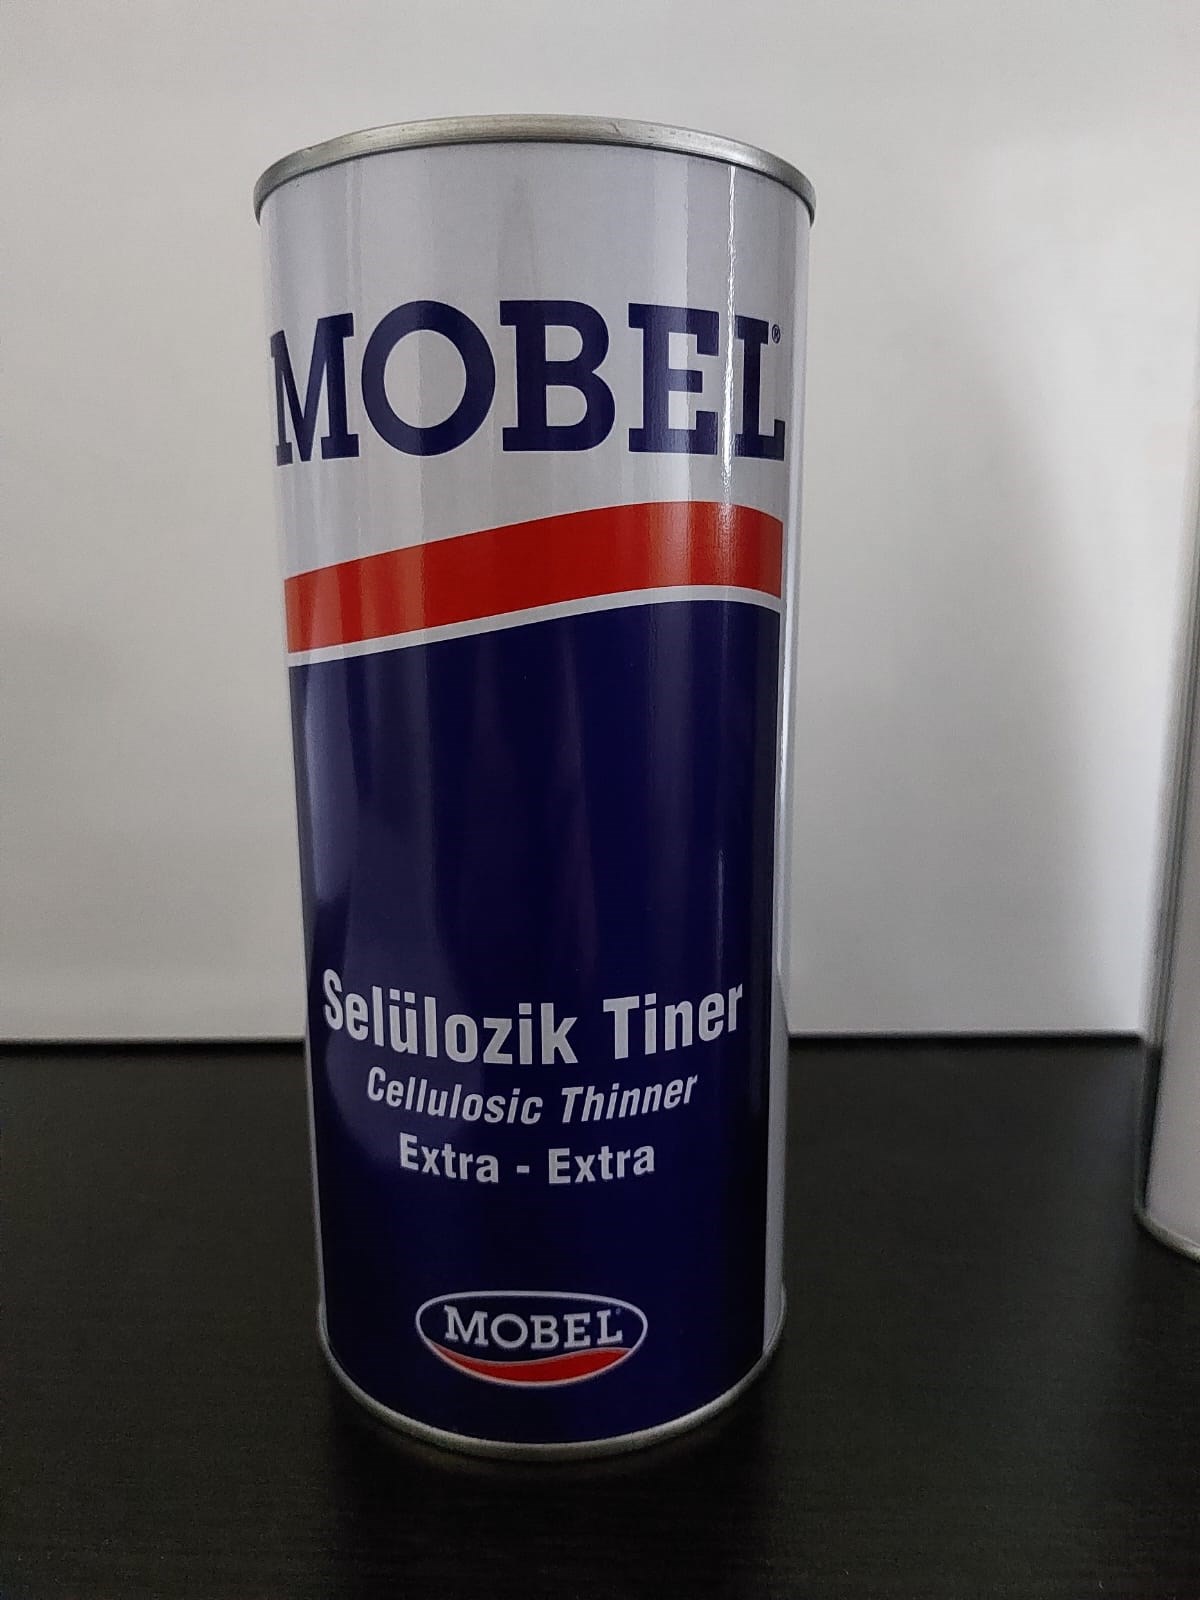 MOBEL®
Selülozik Tiner
Cellulosic Thinner
Extra - Extra
MOBEL